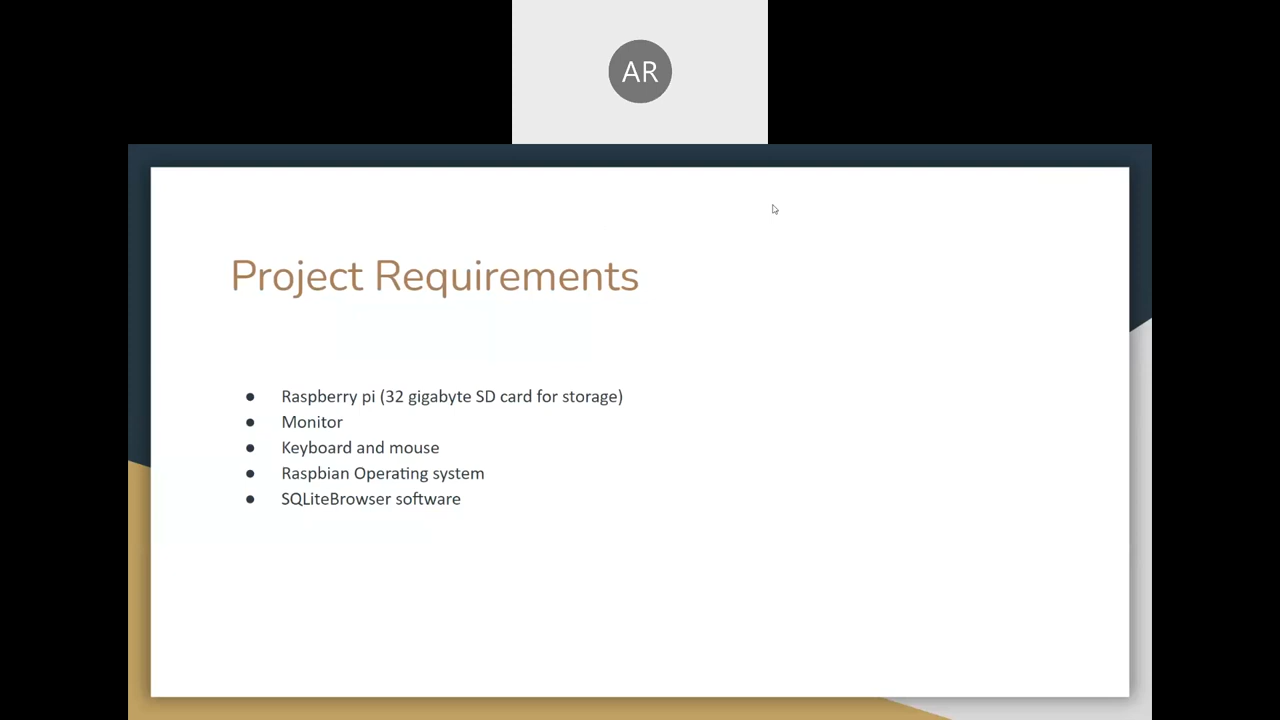 AR
Project Requirements
● Raspberry pi (32 gigabyte SD card for storage)
● Monitor
● Keyboard and mouse
● Raspbian Operating system
● SQLiteBrowser software